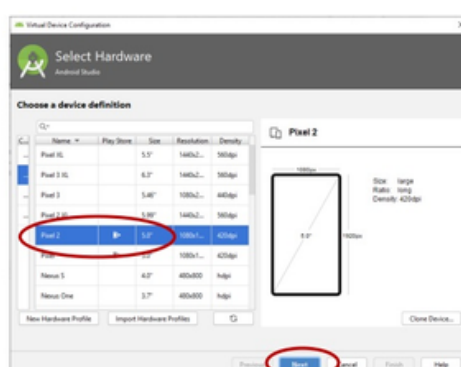 Virtual Device Configuration
Select Hardware
Android Studio
Choose a device definition
Q
C... Name Play Store Size Resolution Density
... Pixel XL 5.5" 1440x2... 560dpi
... Pixel 3 XL 6.3" 1440x2... 560dpi
... Pixel 3 5.46" 1080x2... 440dpi
... Pixel 2 XL 5.99" 1440x2... 560dpi
Pixel 2 5.0" 1080x1... 420dpi
Pixel 5.0" 1080x1... 420dpi
Nexus S 4.0" 480x800 hdpi
Nexus One 3.7" 480x800 hdpi
New Hardware Profile Import Hardware Profiles
Pixel 2
1080px
5.0"
1920px
Size: large
Ratio: long
Density: 420dpi
Clone Device...
Previous Next Cancel Finish Help